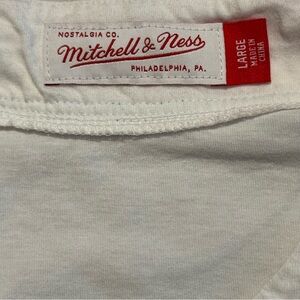 NOSTALGIA CO.
Mitchell & Ness
PHILADELPHIA, PA.
LARGE
MADE IN
CHINA